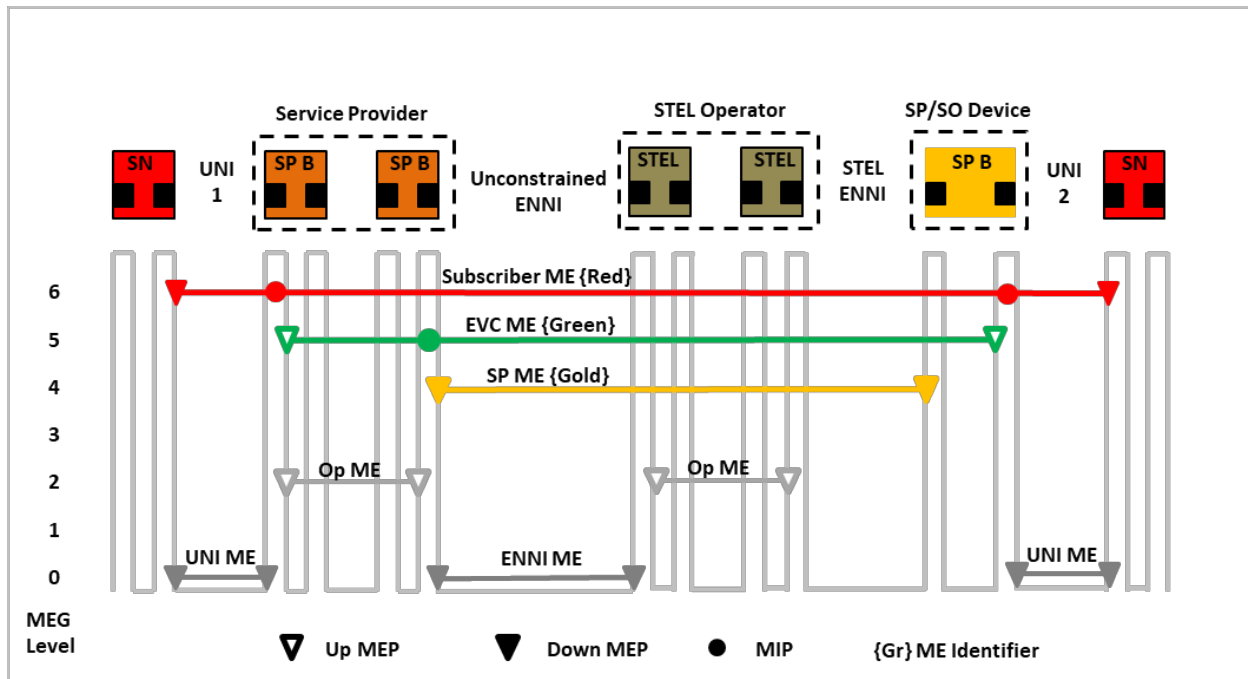 Service Provider
STEL Operator
SP/SO Device
SN
UNI
1
SP B
SP B
Unconstrained
ENNI
STEL
STEL
STEL
ENNI
SP B
UNI
2
SN
6
Subscriber ME {Red}
5
EVC ME {Green}
4
SP ME {Gold}
3
2
Op ME
Op ME
1
0
UNI ME
ENNI ME
UNI ME
MEG
Level
Up MEP
Down MEP
MIP
{Gr} ME Identifier